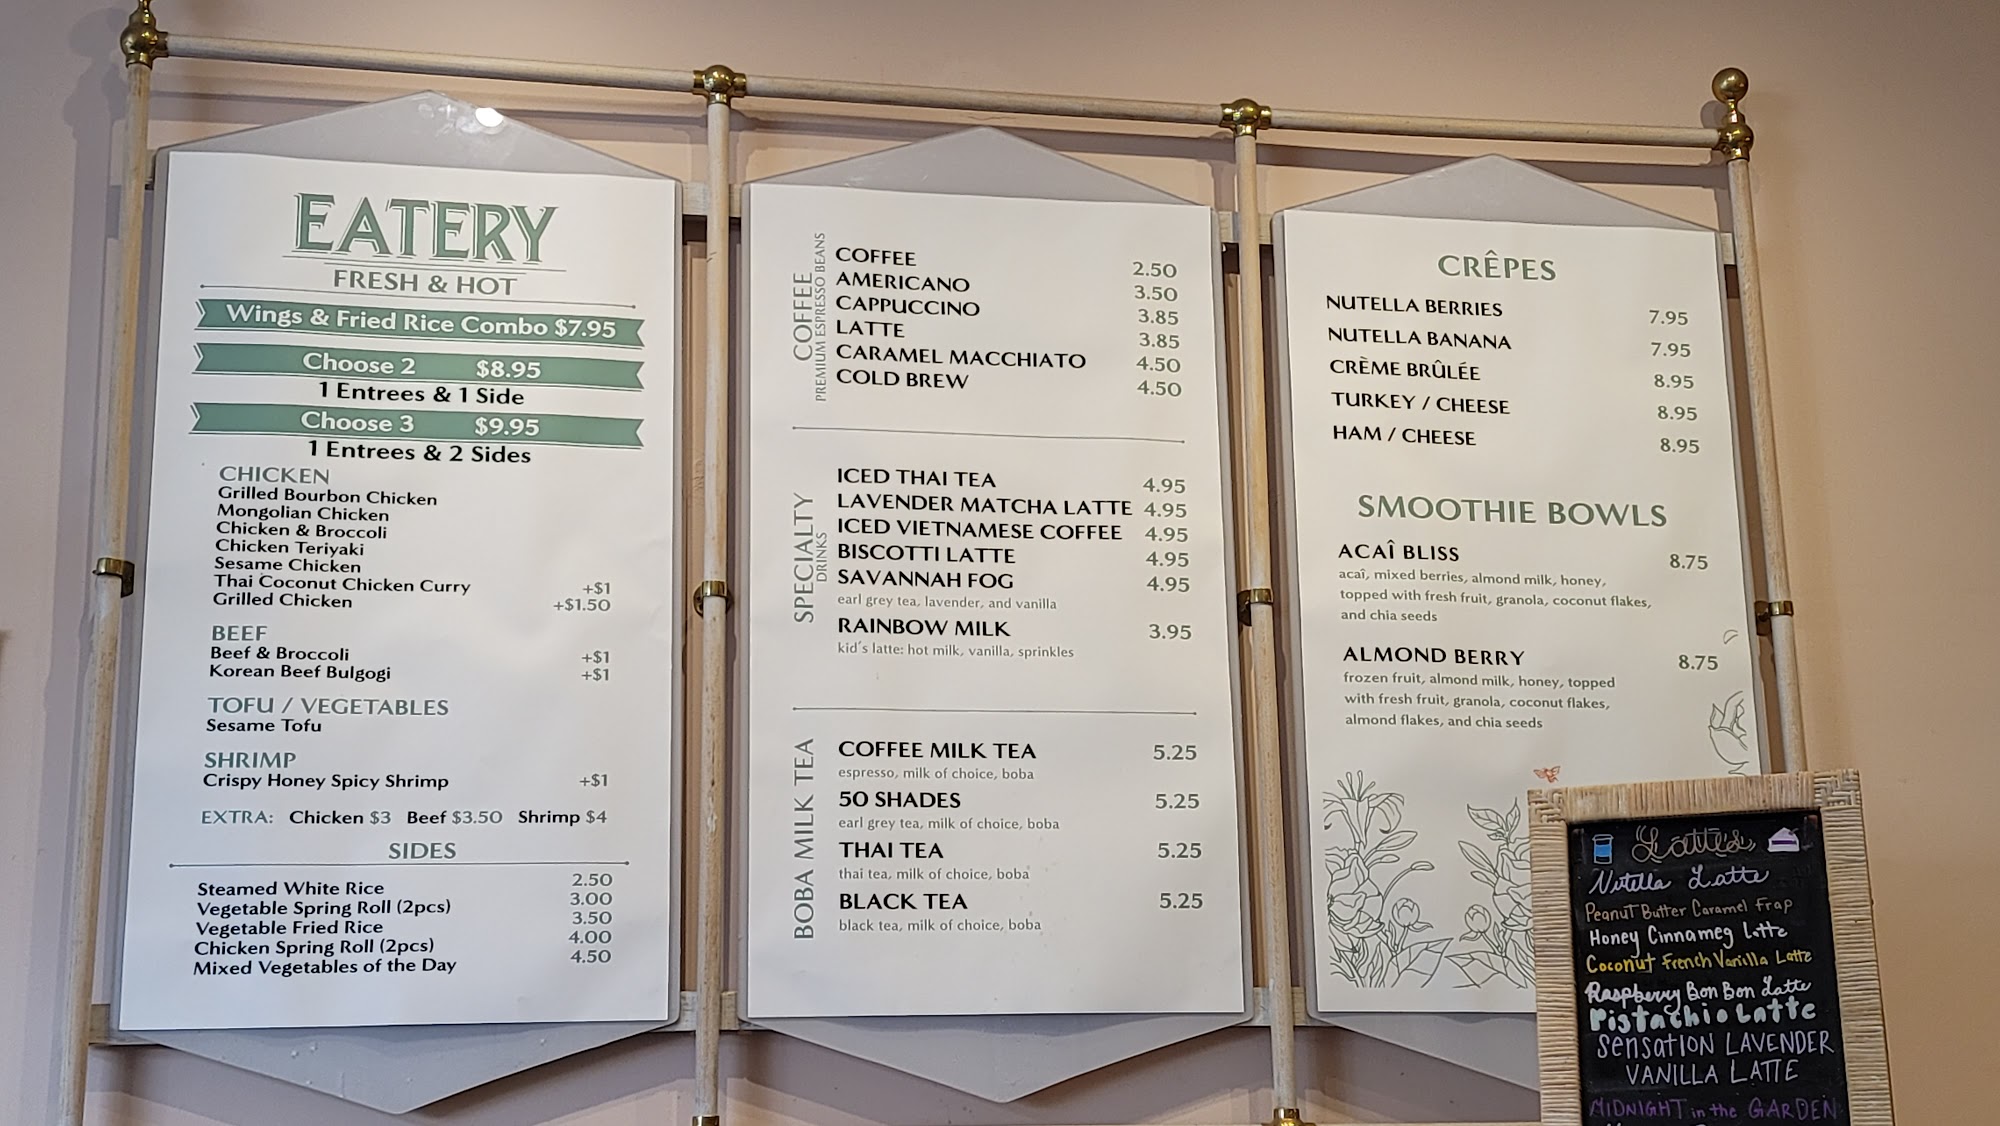 EATERY
FRESH & HOT
Wings & Fried Rice Combo $7.95
Choose 2 $8.95
1 Entrees & 1 Side
Choose 3 $9.95
1 Entrees & 2 Sides
CHICKEN
Grilled Bourbon Chicken
Mongolian Chicken
Chicken & Broccoli
Chicken Teriyaki
Sesame Chicken
Thai Coconut Chicken Curry +$1
Grilled Chicken +$1.50
BEEF
Beef & Broccoli +$1
Korean Beef Bulgogi +$1
TOFU / VEGETABLES
Sesame Tofu
SHRIMP
Crispy Honey Spicy Shrimp +$1
EXTRA: Chicken $3 Beef $3.50 Shrimp $4
SIDES
Steamed White Rice 2.50
Vegetable Spring Roll (2pcs) 3.00
Vegetable Fried Rice 3.50
Chicken Spring Roll (2pcs) 4.00
Mixed Vegetables of the Day 4.50
COFFEE
PREMIUM ESPRESSO BEANS
COFFEE 2.50
AMERICANO 3.50
CAPPUCCINO 3.85
LATTE 3.85
CARAMEL MACCHIATO 4.50
COLD BREW 4.50
SPECIALTY
DRINKS
ICED THAI TEA 4.95
LAVENDER MATCHA LATTE 4.95
ICED VIETNAMESE COFFEE 4.95
BISCOTTI LATTE 4.95
SAVANNAH FOG 4.95
earl grey tea, lavender, and vanilla
RAINBOW MILK 3.95
kid's latte: hot milk, vanilla, sprinkles
BOBA MILK TEA
COFFEE MILK TEA 5.25
espresso, milk of choice, boba
50 SHADES 5.25
earl grey tea, milk of choice, boba
THAI TEA 5.25
thai tea, milk of choice, boba
BLACK TEA 5.25
black tea, milk of choice, boba
CRÊPES
NUTELLA BERRIES 7.95
NUTELLA BANANA 7.95
CRÈME BRÛLÉE 8.95
TURKEY / CHEESE 8.95
HAM / CHEESE 8.95
SMOOTHIE BOWLS
ACAÎ BLISS 8.75
acaî, mixed berries, almond milk, honey,
topped with fresh fruit, granola, coconut flakes,
and chia seeds
ALMOND BERRY 8.75
frozen fruit, almond milk, honey, topped
with fresh fruit, granola, coconut flakes,
almond flakes, and chia seeds
Lattes
Nutella Latte
Peanut Butter Caramel Frap
Honey Cinnameg Latte
Coconut French Vanilla Latte
Raspberry Bon Bon Latte
Pistachio Latte
Sensation LAVENDER
VANILLA LATTE
MIDNIGHT in the GARDEN